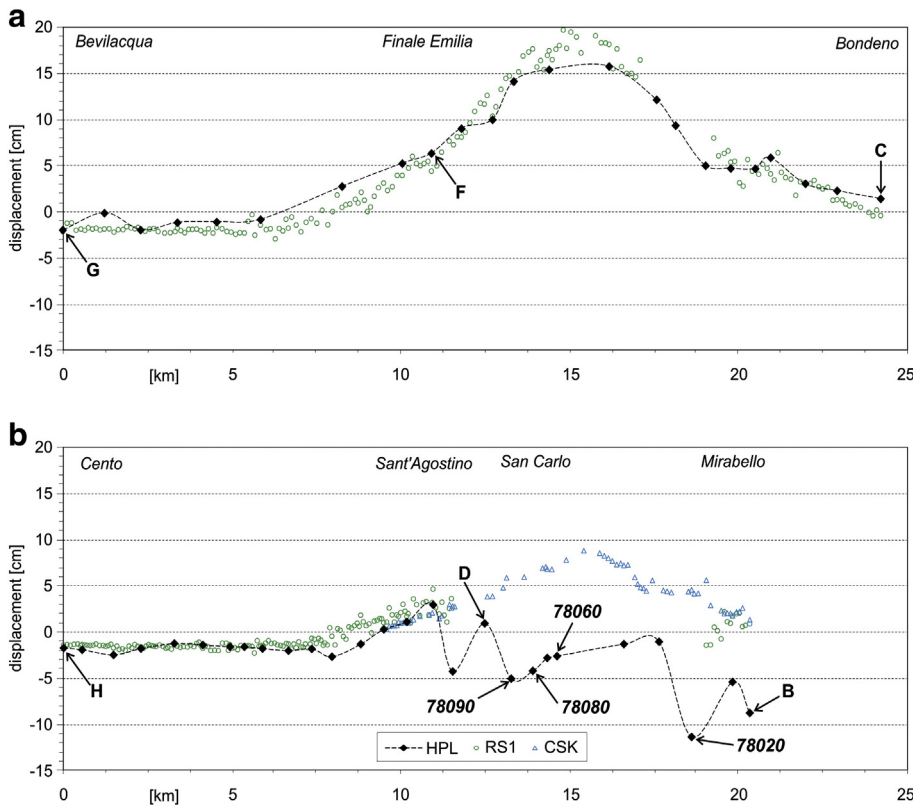 a
20
15
10
5
0
-5
-10
-15
displacement [cm]
Bevilacqua
Finale Emilia
Bondeno
G
F
C
0
[km]
5
10
15
20
25
b
20
15
10
5
0
-5
-10
-15
displacement [cm]
Cento
Sant'Agostino
San Carlo
Mirabello
H
D
78090
78080
78060
78020
B
HPL
RS1
CSK
0
[km]
5
10
15
20
25